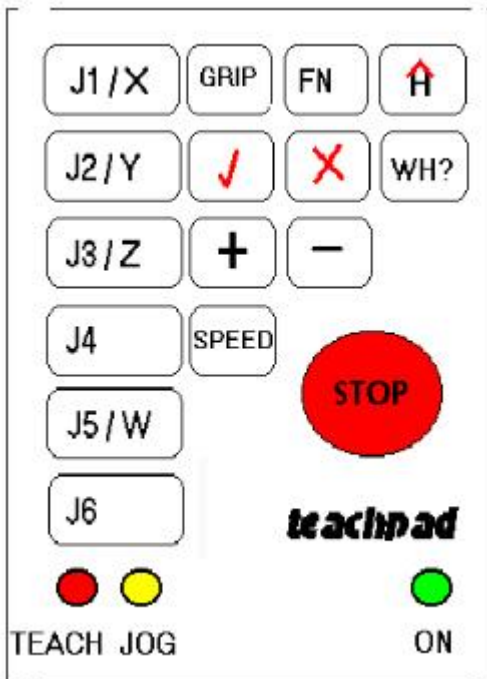 J1/X GRIP FN H
J2/Y √ X WH?
J3/Z + −
J4 SPEED
STOP
J5/W
J6
teachpad
TEACH JOG ON